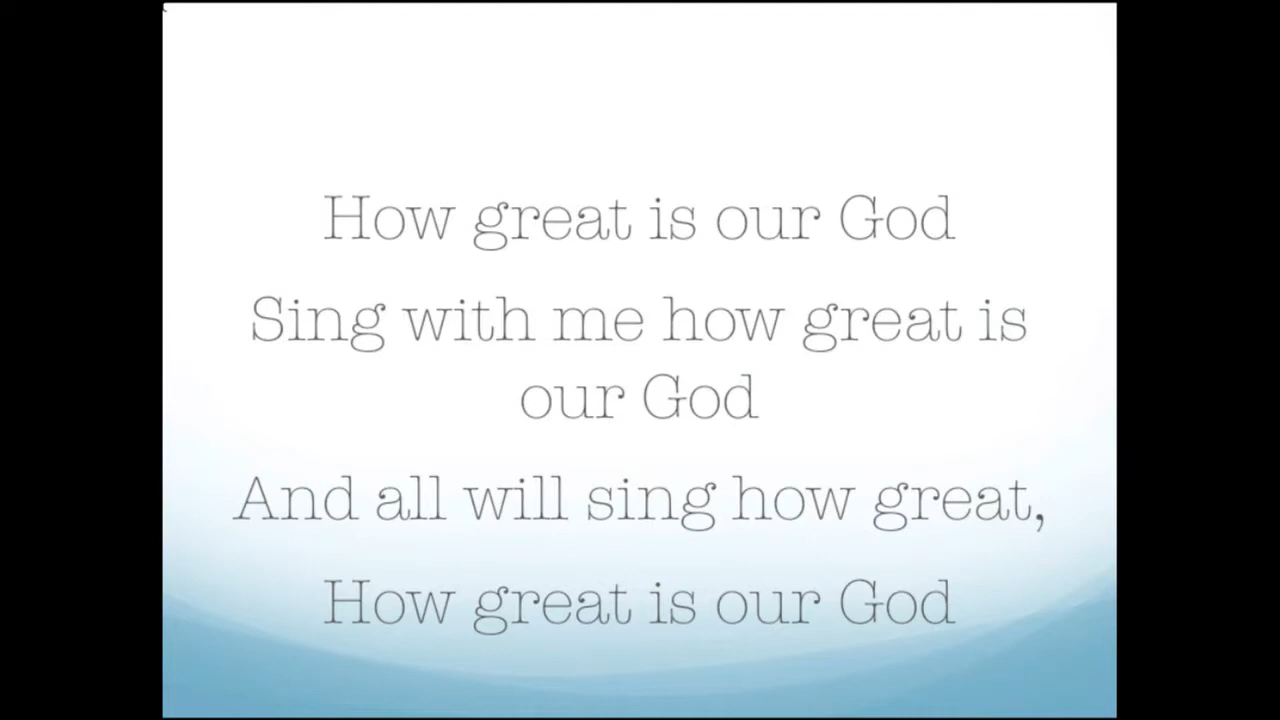 How great is our God
Sing with me how great is
our God
And all will sing how great,
How great is our God